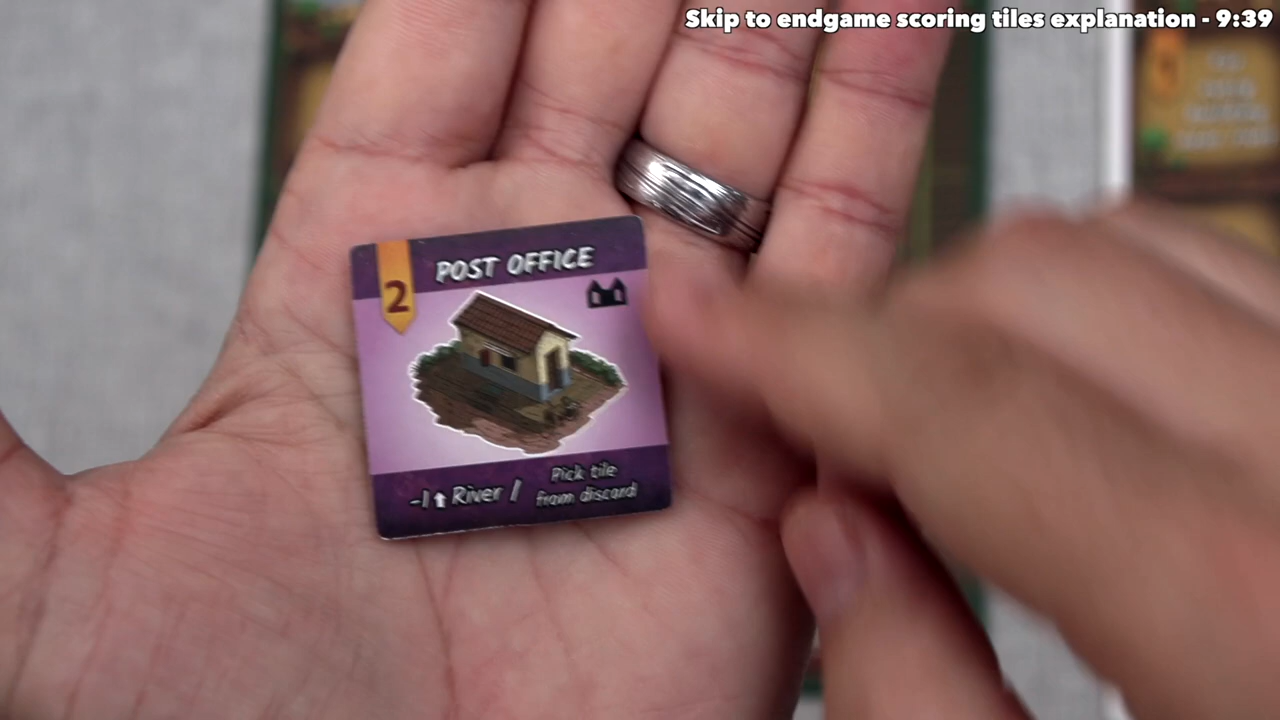 Skip to endgame scoring tiles explanation - 9:39
POST OFFICE
2
-1⬆River / Pick tile
from discard